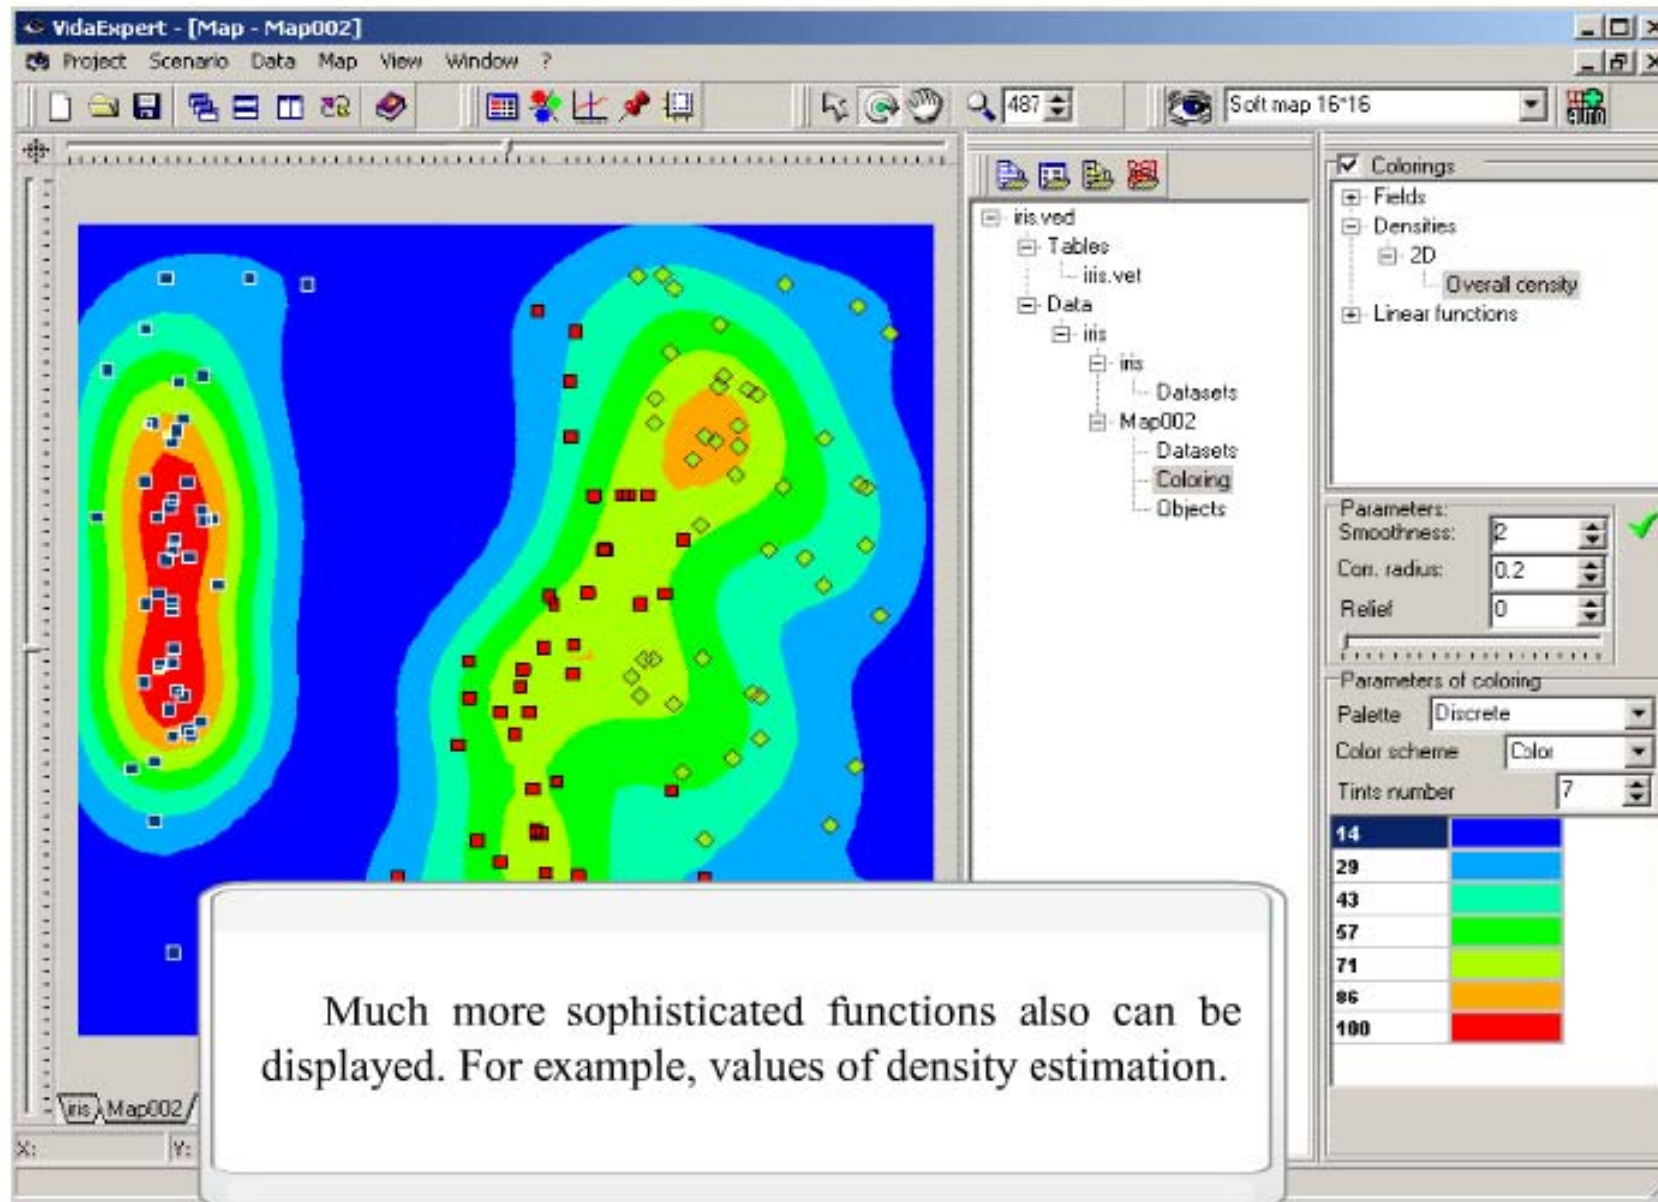 VidaExpert - [Map - Map002]
Project Scenario Data Map View Window ?
487
Soft map 16*16
iris.ved
Tables
iris.vet
Data
iris
iris
Datasets
Map002
Datasets
Coloring
Objects
Colorings
Fields
Densities
2D
Overall density
Linear functions
Parameters:
Smoothness: 2
Corr. radius: 0.2
Relief 0
Parameters of coloring
Palette Discrete
Color scheme Color
Tints number 7
14
29
43
57
71
86
100
Much more sophisticated functions also can be
displayed. For example, values of density estimation.
iris Map002
X: Y: